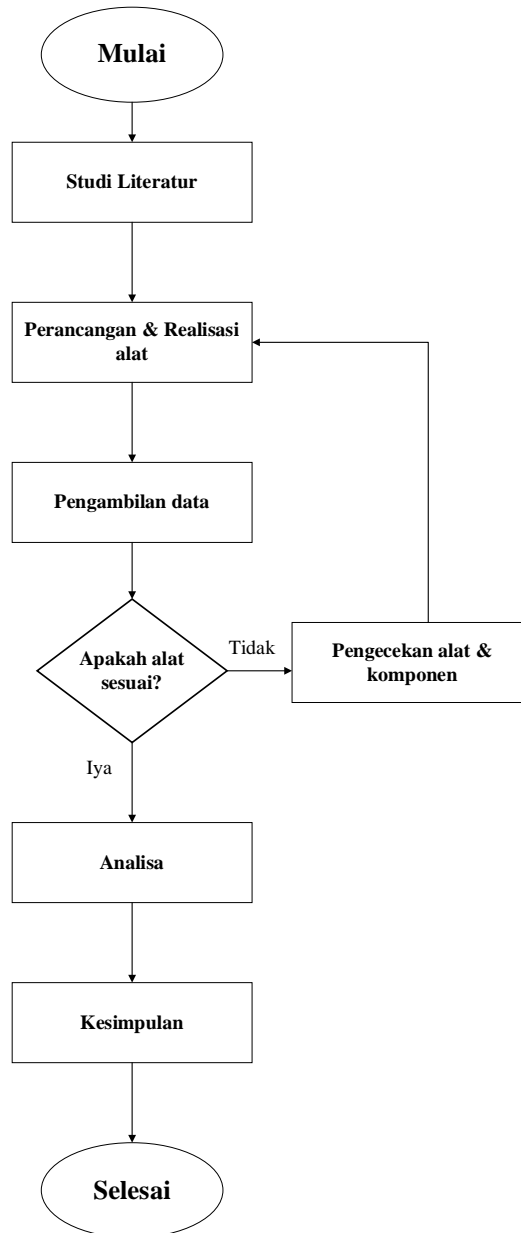 Mulai
Studi Literatur
Perancangan & Realisasi
alat
Pengambilan data
Apakah alat
sesuai?
Tidak
Pengecekan alat &
komponen
Iya
Analisa
Kesimpulan
Selesai